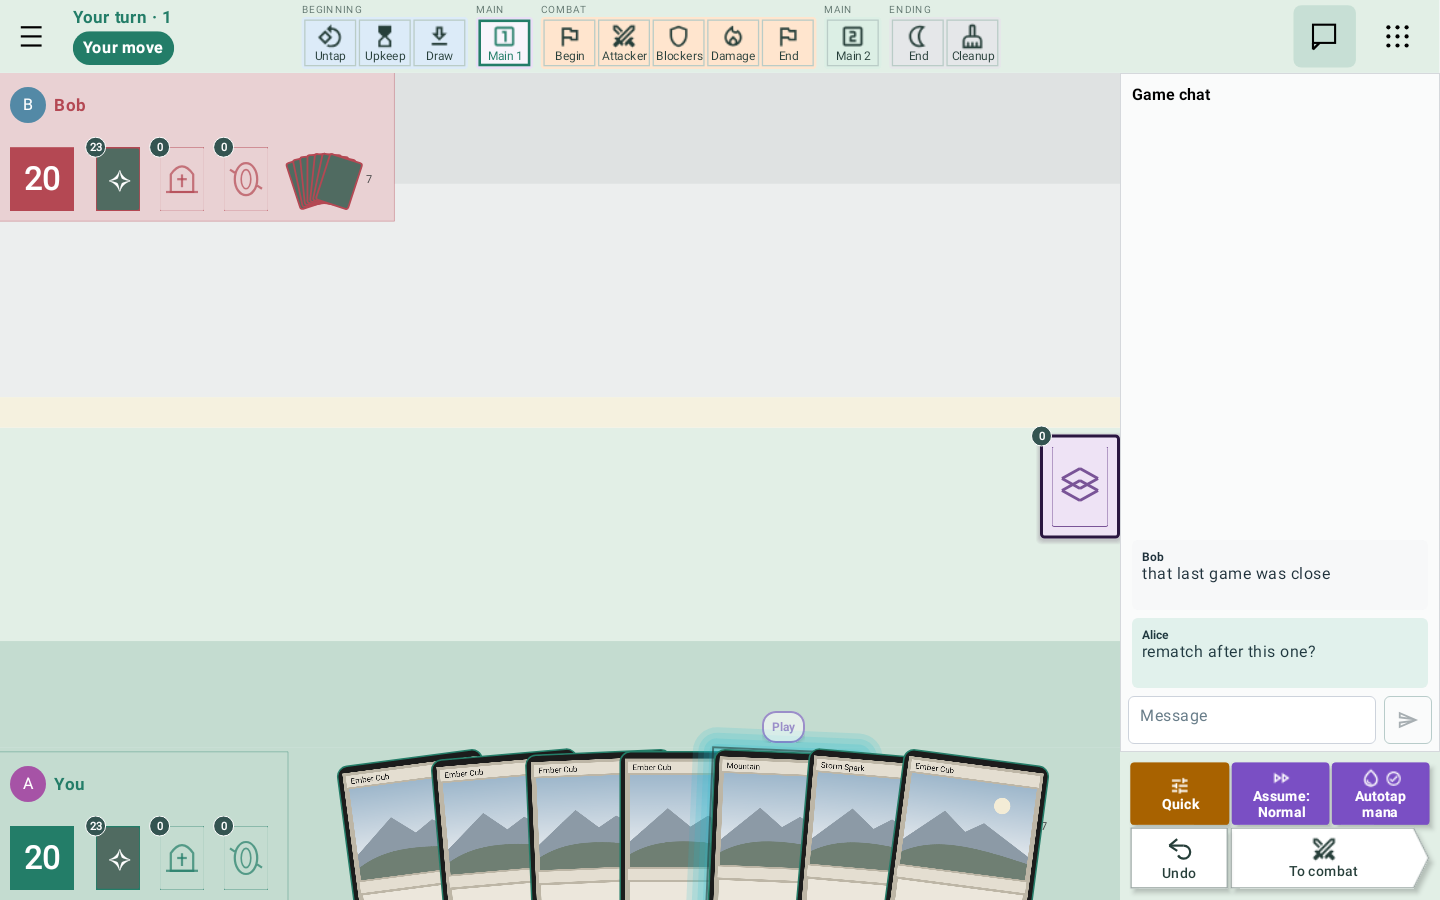 Your turn · 1
Your move
BEGINNING
Untap
Upkeep
Draw
MAIN
1
Main 1
COMBAT
Begin
Attacker
Blockers
Damage
End
MAIN
2
Main 2
ENDING
End
Cleanup
B
Bob
20
23
0
0
7
0
Game chat
Bob
that last game was close
Alice
rematch after this one?
Message
Play
A
You
20
23
0
0
Ember Cub
Ember Cub
Ember Cub
Ember Cub
Mountain
Storm Spark
Ember Cub
7
Quick
Assume:
Normal
Autotap
mana
Undo
To combat